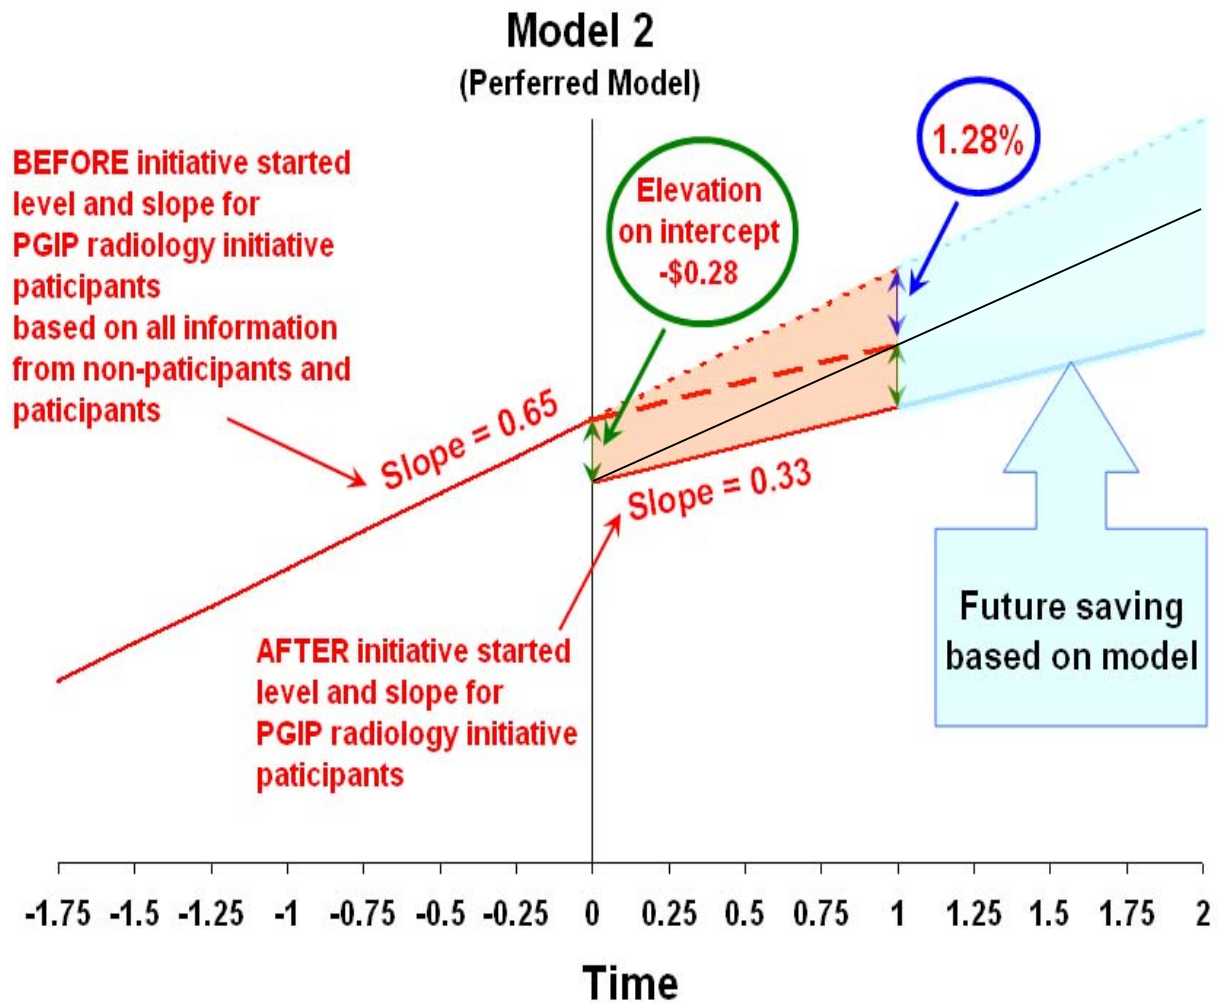 Model 2
(Perferred Model)
BEFORE initiative started
level and slope for
PGIP radiology initiative
paticipants
based on all information
from non-paticipants and
paticipants
Elevation
on intercept
-$0.28
1.28%
Slope = 0.65
Slope = 0.33
AFTER initiative started
level and slope for
PGIP radiology initiative
paticipants
Future saving
based on model
-1.75 -1.5 -1.25 -1 -0.75 -0.5 -0.25 0 0.25 0.5 0.75 1 1.25 1.5 1.75 2
Time